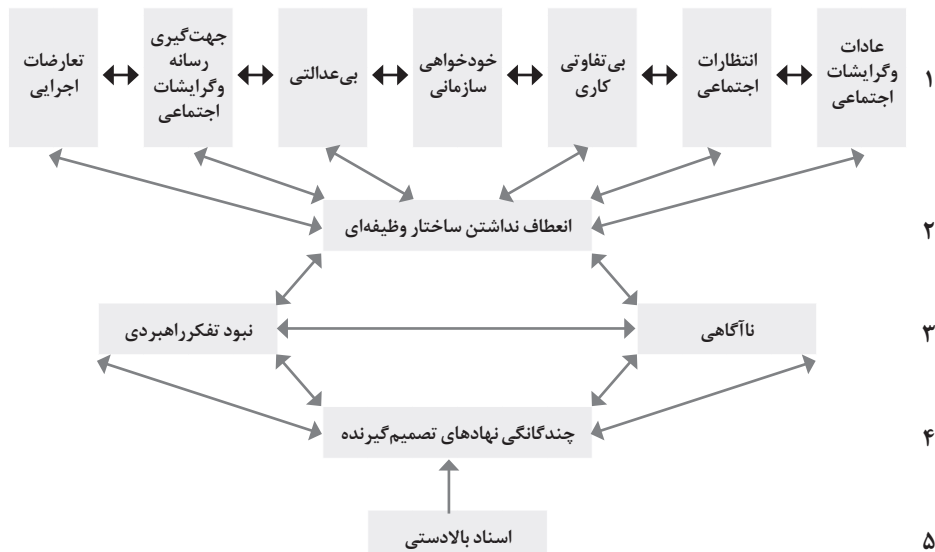 ۱
عادات
وگرایشات
اجتماعی
انتظارات
اجتماعی
بی‌تفاوتی
کاری
خودخواهی
سازمانی
بی‌عدالتی
جهت‌گیری
رسانه
وگرایشات
اجتماعی
تعارضات
اجرایی
۲
انعطاف نداشتن ساختار وظیفه‌ای
۳
ناآگاهی
نبود تفکرراهبردی
۴
چندگانگی نهادهای تصمیم‌گیرنده
۵
اسناد بالادستی